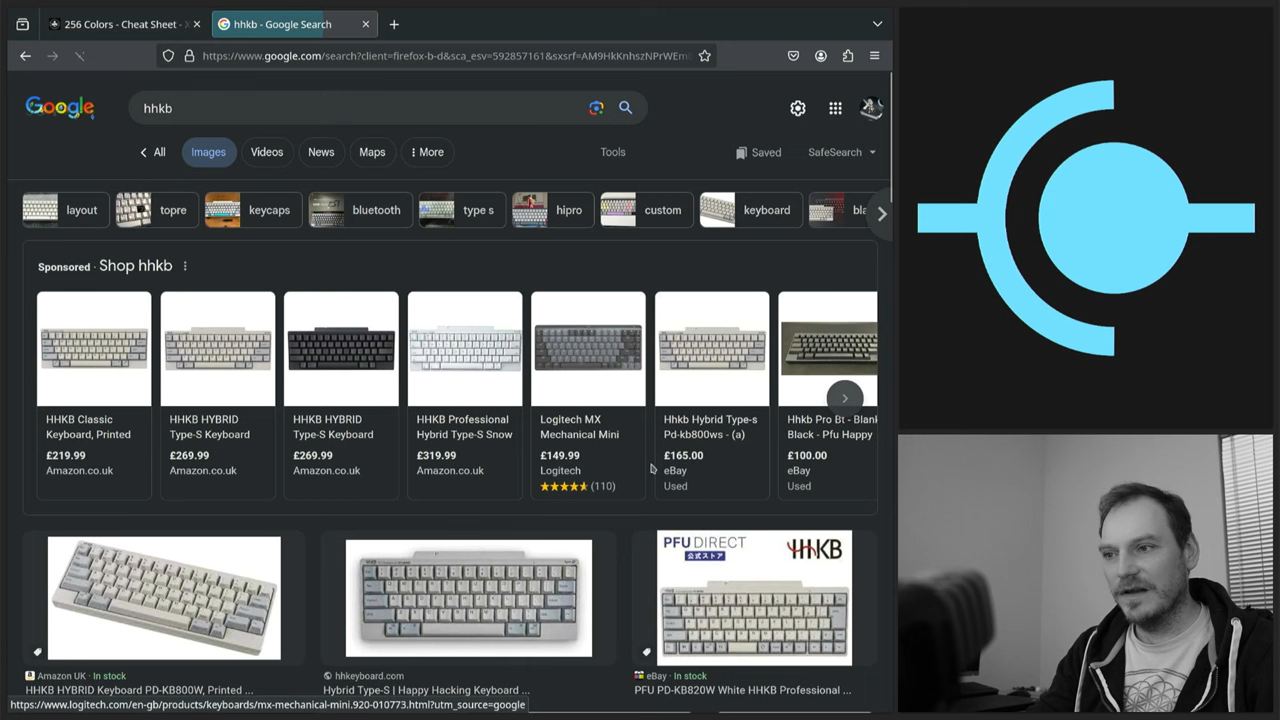 256 Colors - Cheat Sheet -
hhkb - Google Search
https://www.google.com/search?client=firefox-b-d&sca_esv=592857161&sxsrf=AM9HkKnhszNPrWEm
Google
hhkb
All
Images
Videos
News
Maps
More
Tools
Saved
SafeSearch
layout
topre
keycaps
bluetooth
type s
hipro
custom
keyboard
Sponsored · Shop hhkb
HHKB Classic
Keyboard, Printed
£219.99
Amazon.co.uk
HHKB HYBRID
Type-S Keyboard
£269.99
Amazon.co.uk
HHKB HYBRID
Type-S Keyboard
£269.99
Amazon.co.uk
HHKB Professional
Hybrid Type-S Snow
£319.99
Amazon.co.uk
Logitech MX
Mechanical Mini
£149.99
Logitech
(110)
Hhkb Hybrid Type-s
Pd-kb800ws - (a)
£165.00
eBay
Used
Hhkb Pro Bt - Blank
Black - Pfu Happy
£100.00
eBay
Used
PFU DIRECT
公式ストア
HHKB
Amazon UK · In stock
HHKB HYBRID Keyboard PD-KB800W, Printed ...
hhkeyboard.com
Hybrid Type-S | Happy Hacking Keyboard ...
eBay · In stock
PFU PD-KB820W White HHKB Professional ...
https://www.logitech.com/en-gb/products/keyboards/mx-mechanical-mini.920-010773.html?utm_source=google